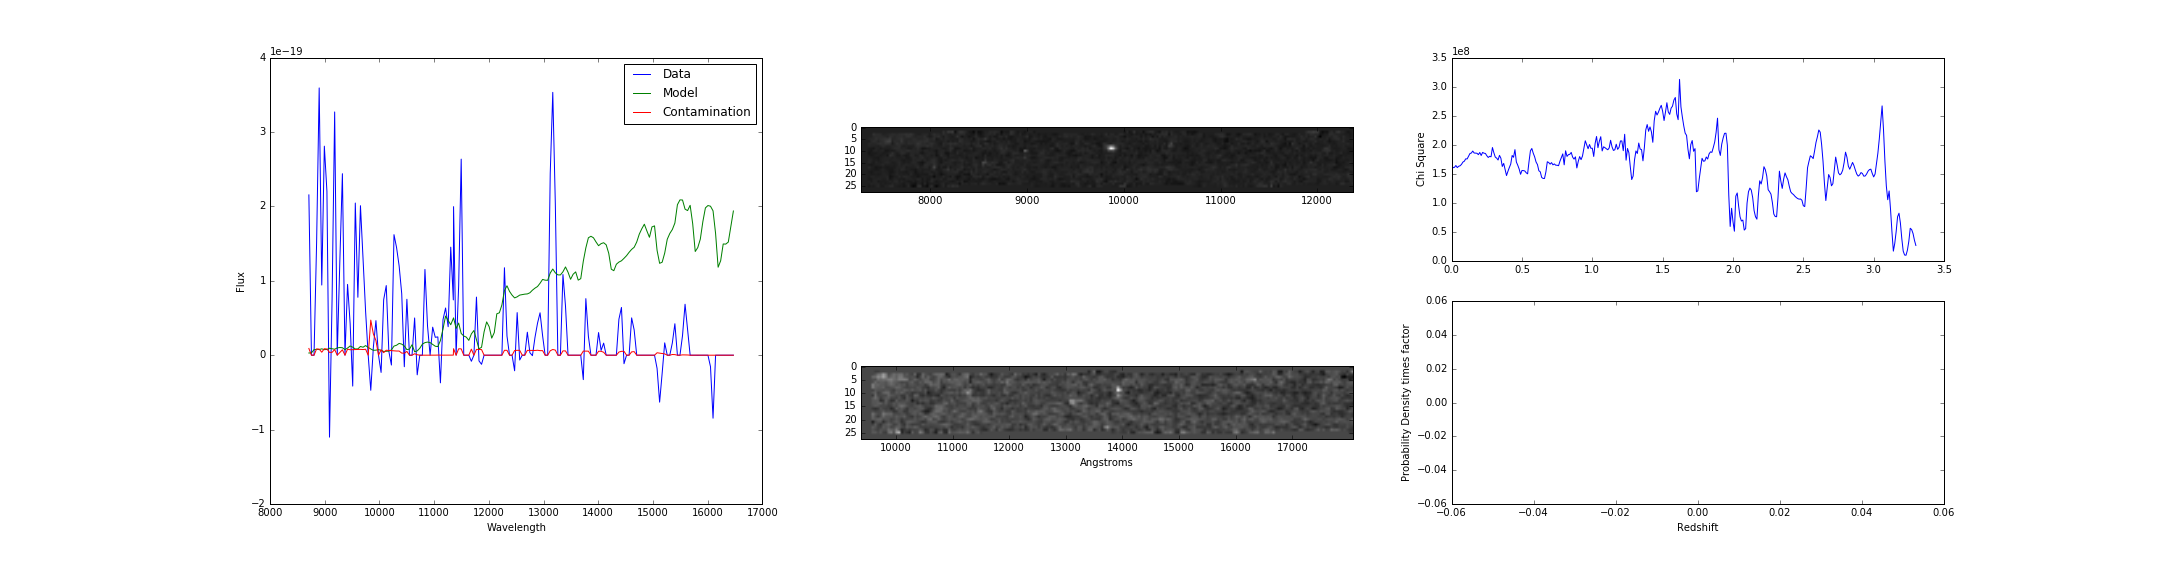 1e−19
4
3
2
1
0
−1
−2
Flux
8000 9000 10000 11000 12000 13000 14000 15000 16000 17000
Wavelength
Data
Model
Contamination
0
5
10
15
20
25
8000 9000 10000 11000 12000
0
5
10
15
20
25
10000 11000 12000 13000 14000 15000 16000 17000
Angstroms
1e8
3.5
3.0
2.5
2.0
1.5
1.0
0.5
0.0
Chi Square
0.0 0.5 1.0 1.5 2.0 2.5 3.0 3.5
0.06
0.04
0.02
0.00
−0.02
−0.04
−0.06
Probability Density times factor
−0.06 −0.04 −0.02 0.00 0.02 0.04 0.06
Redshift